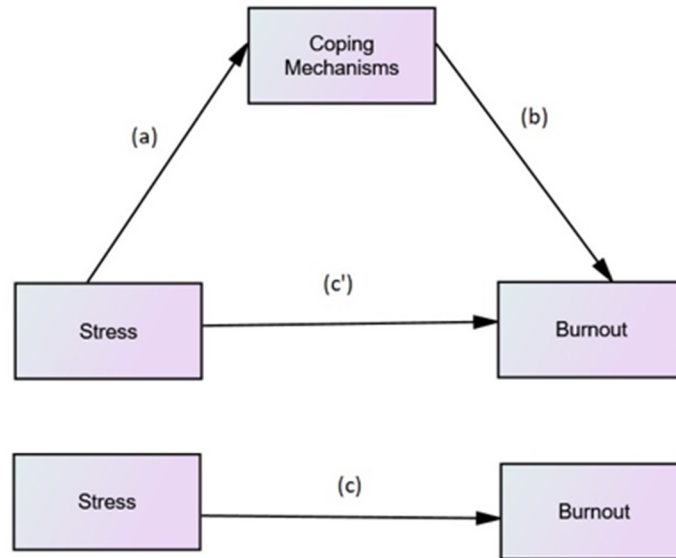 Coping
Mechanisms
(a)
(b)
(c')
Stress
Burnout
(c)
Stress
Burnout